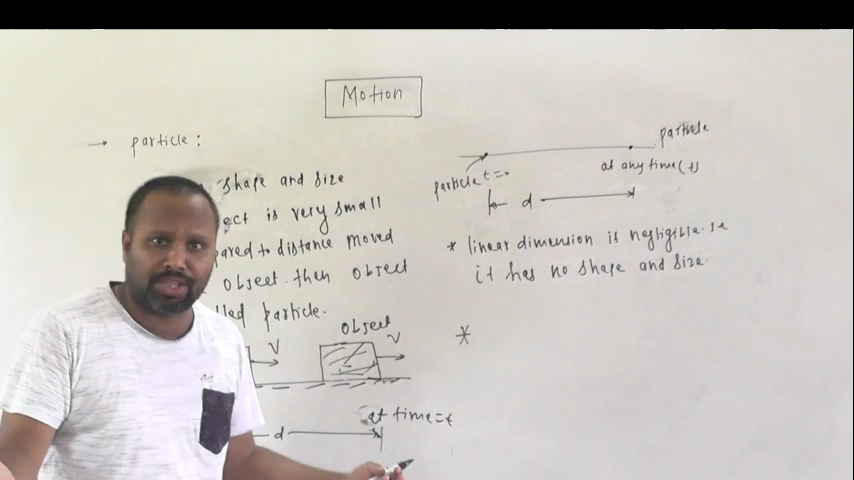 Motion
→ particle:
shape and size
ect is very small
pared to distance moved
object. then object
lled particle.
object
V
V
at time=t
d
particle
particle t=0
at any time(t)
d
* linear dimension is negligible. ie
it has no shape and size.
*